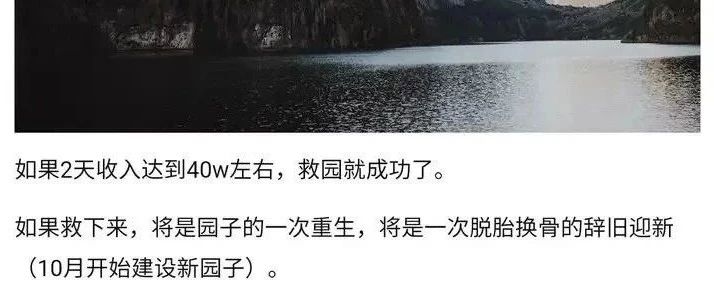 如果2天收入达到40w左右，救园就成功了。
如果救下来，将是园子的一次重生，将是一次脱胎换骨的辞旧迎新
（10月开始建设新园子）。